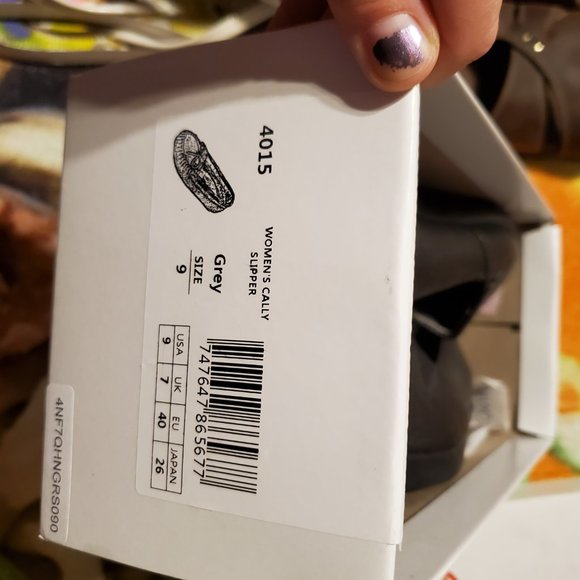 4015
WOMEN'S CALLY
SLIPPER
Grey
SIZE
9
747647865677
USA UK EU JAPAN
9 7 40 26
4NF7QHNGRS090